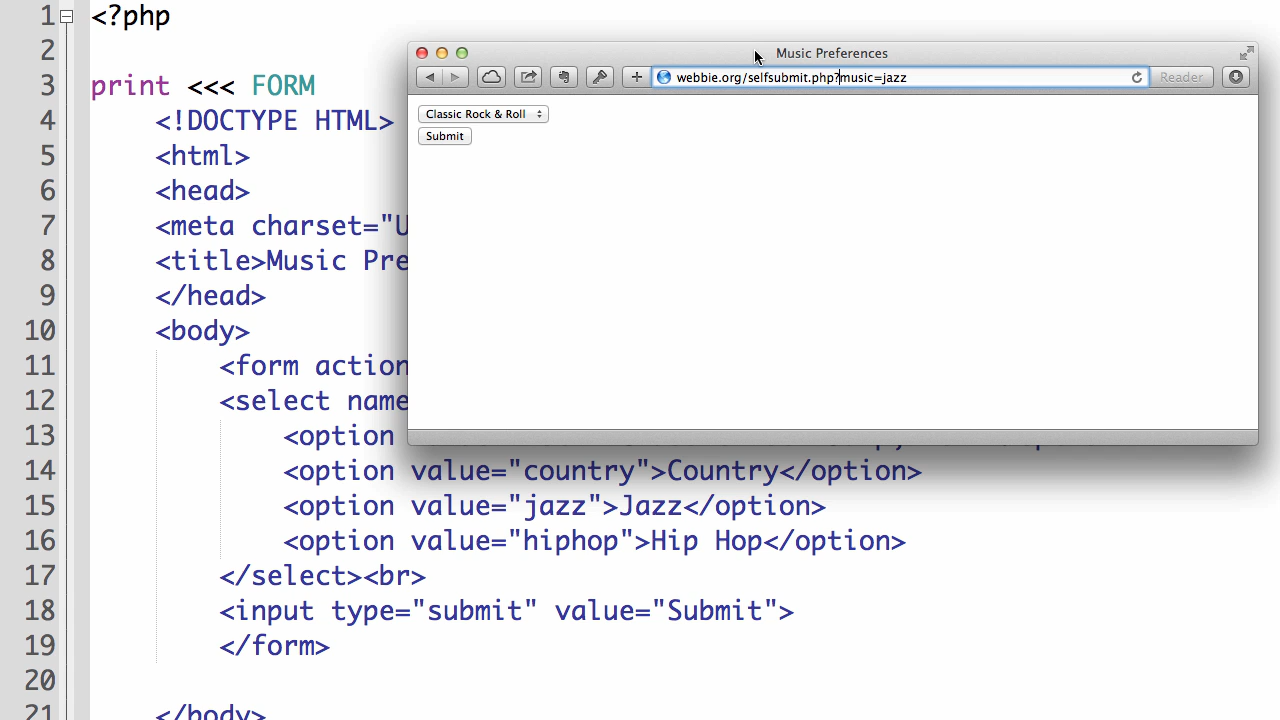 1 <?php
2
3 print <<< FORM
4 <!DOCTYPE HTML>
5 <html>
6 <head>
7 <meta charset="U
8 <title>Music Pre
9 </head>
10 <body>
11 <form action
12 <select name
13 <option
14 <option value="country">Country</option>
15 <option value="jazz">Jazz</option>
16 <option value="hiphop">Hip Hop</option>
17 </select><br>
18 <input type="submit" value="Submit">
19 </form>
20
21 </body>
Music Preferences
webbie.org/selfsubmit.php?music=jazz
Reader
Classic Rock & Roll
Submit